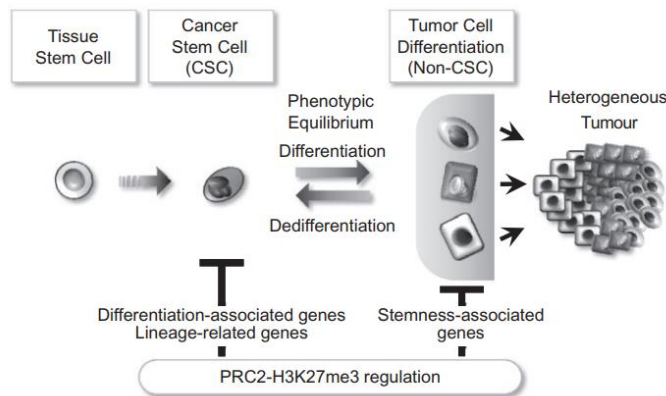 Tissue
Stem Cell
Cancer
Stem Cell
(CSC)
Tumor Cell
Differentiation
(Non-CSC)
Phenotypic
Equilibrium
Differentiation
Dedifferentiation
Heterogeneous
Tumour
Differentiation-associated genes
Lineage-related genes
Stemness-associated
genes
PRC2-H3K27me3 regulation